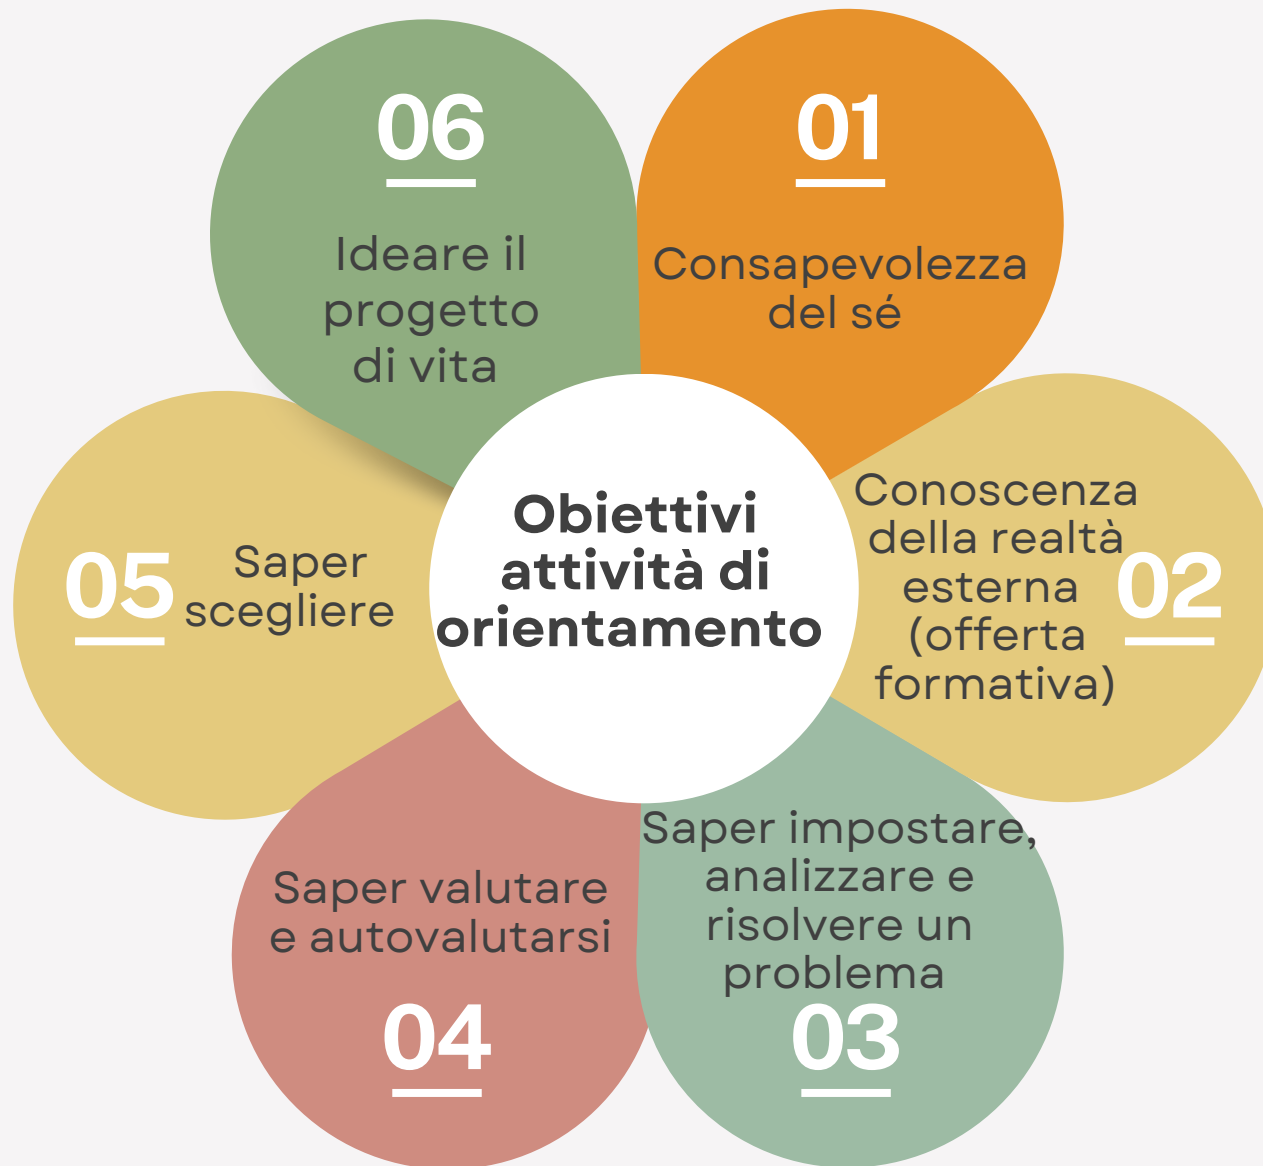 Obiettivi
attività di
orientamento
01
Consapevolezza
del sé
02
Conoscenza
della realtà
esterna
(offerta
formativa)
03
Saper impostare,
analizzare e
risolvere un
problema
04
Saper valutare
e autovalutarsi
05
Saper
scegliere
06
Ideare il
progetto
di vita